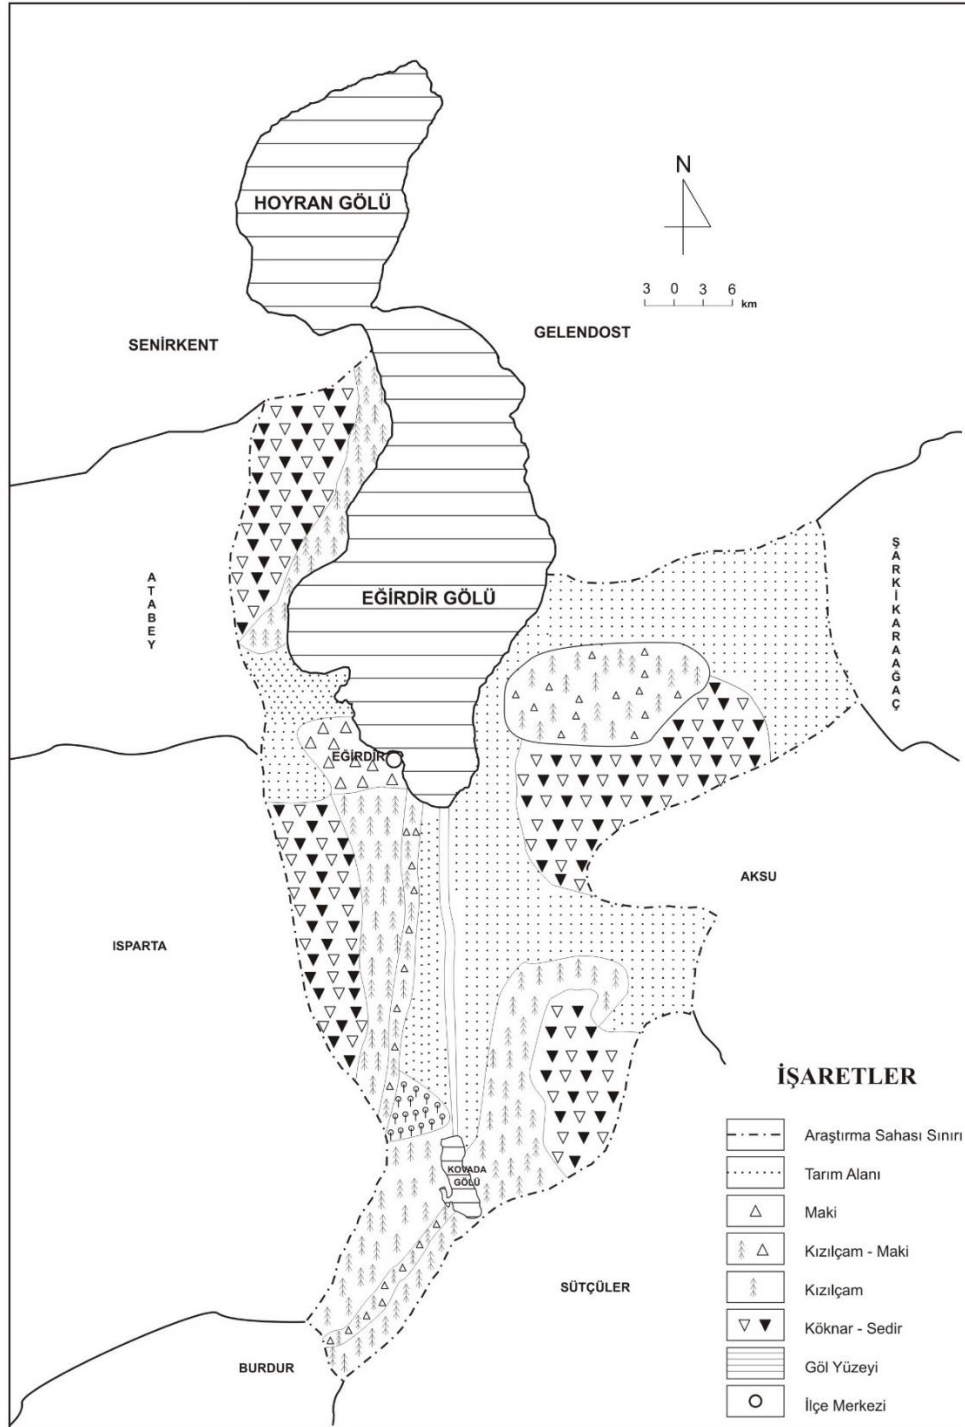 N
HOYRAN GÖLÜ
3 0 3 6
km
SENİRKENT
GELENDOST
ATABEY
EĞİRDİR GÖLÜ
ŞARKİKARAAĞAÇ
EĞİRDİR
AKSU
ISPARTA
KOVADA
GÖLÜ
SÜTÇÜLER
BURDUR
İŞARETLER
Araştırma Sahası Sınırı
Tarım Alanı
Maki
Kızılçam - Maki
Kızılçam
Köknar - Sedir
Göl Yüzeyi
İlçe Merkezi